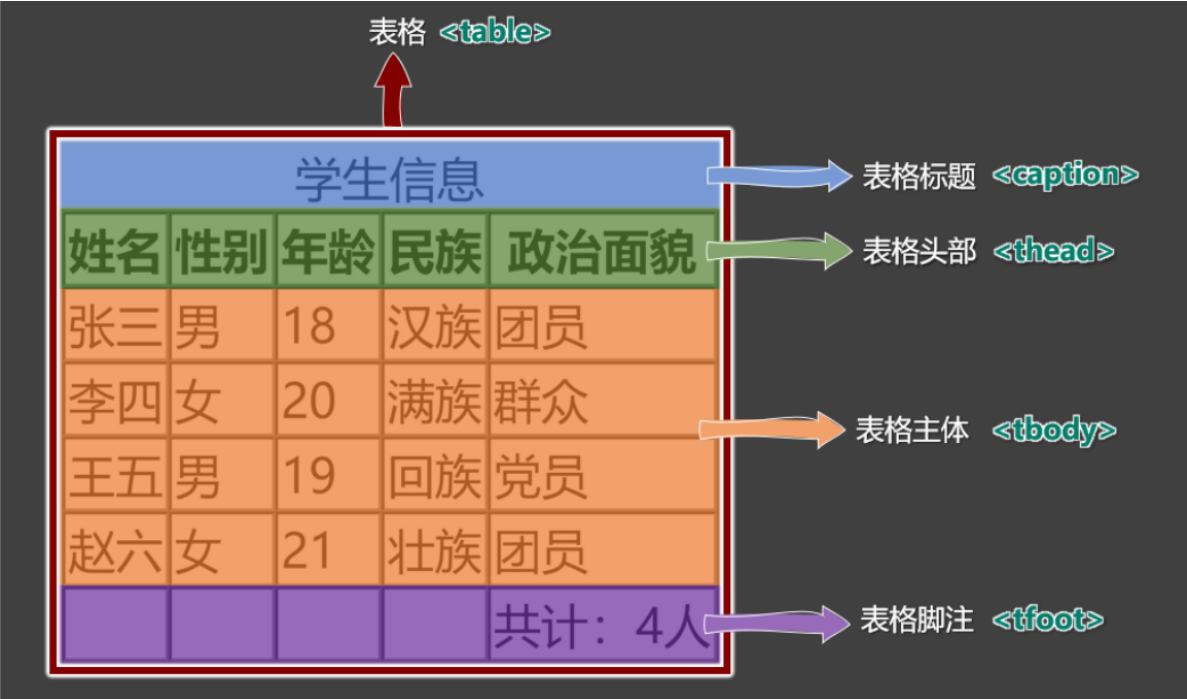 表格 <table>
学生信息
表格标题 <caption>
姓名 性别 年龄 民族 政治面貌
表格头部 <thead>
张三 男 18 汉族 团员
李四 女 20 满族 群众
表格主体 <tbody>
王五 男 19 回族 党员
赵六 女 21 壮族 团员
共计：4人
表格脚注 <tfoot>